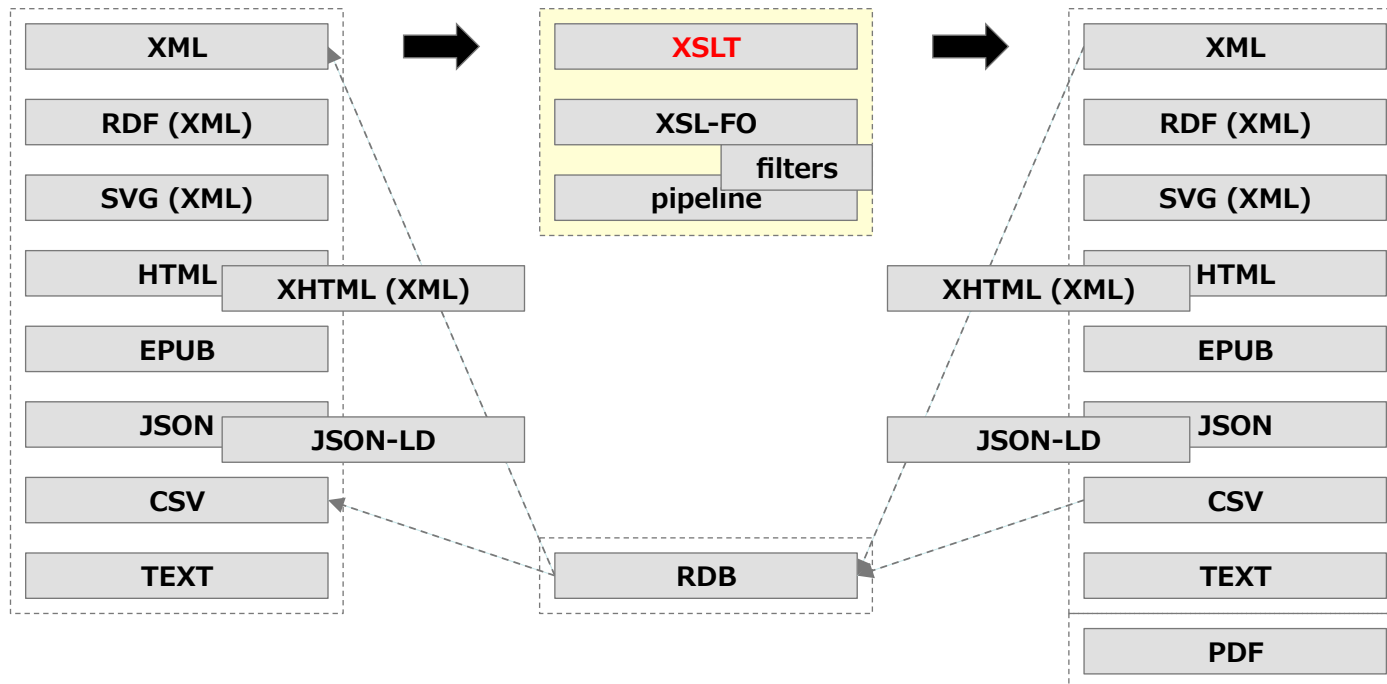 XML
RDF (XML)
SVG (XML)
HTML
XHTML (XML)
EPUB
JSON
JSON-LD
CSV
TEXT
XSLT
XSL-FO
filters
pipeline
RDB
XML
RDF (XML)
SVG (XML)
HTML
XHTML (XML)
EPUB
JSON
JSON-LD
CSV
TEXT
PDF